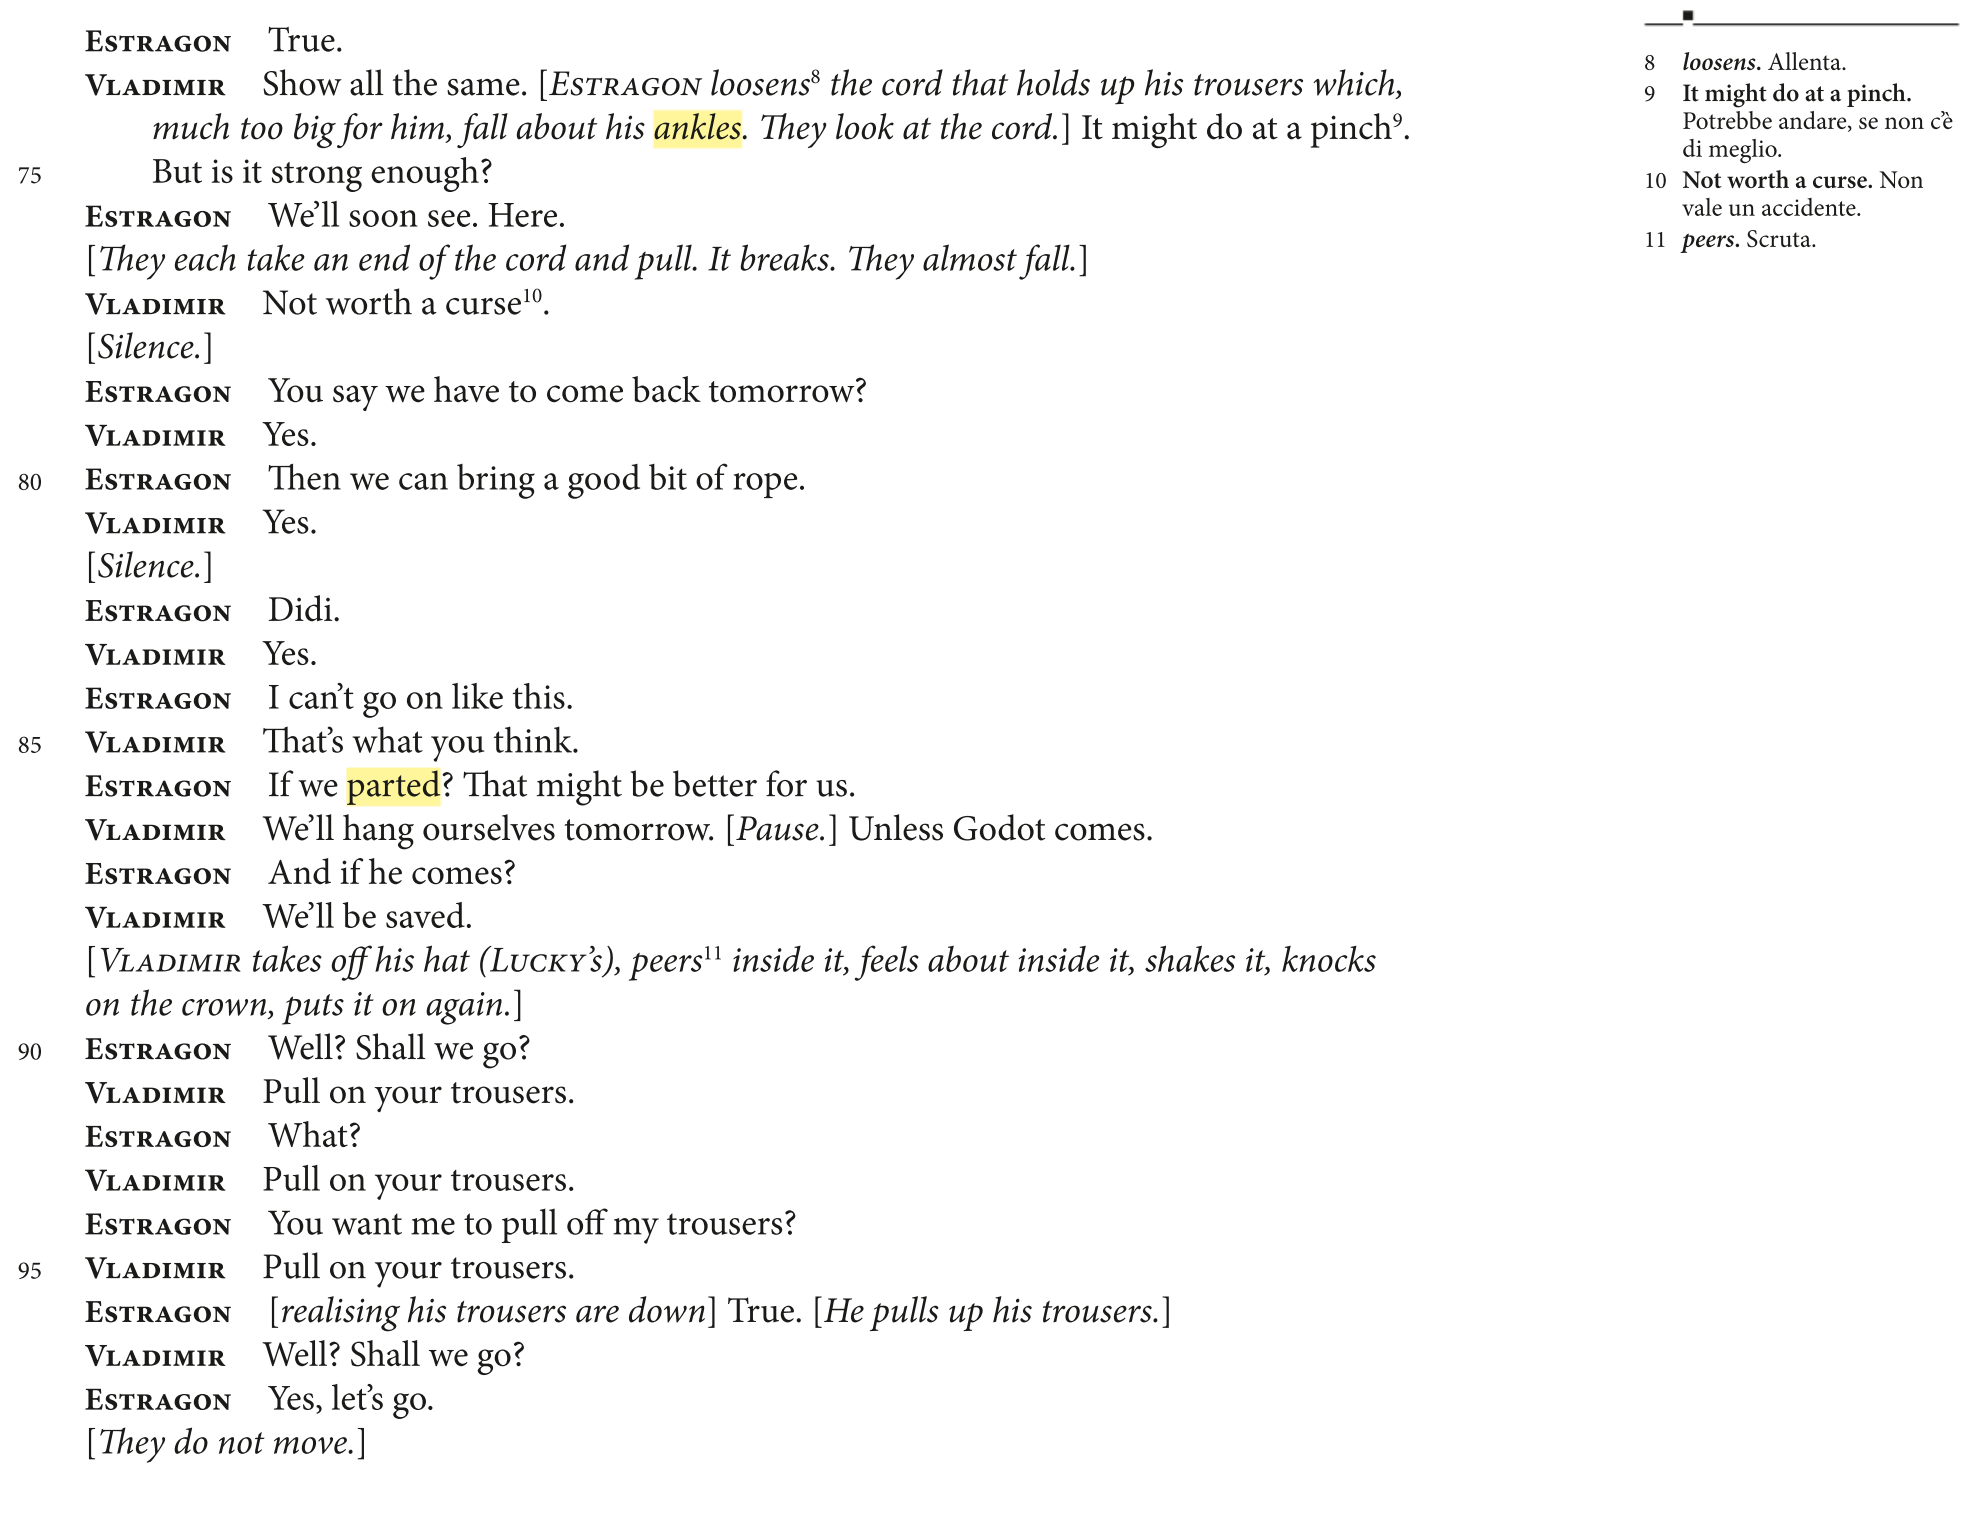 ESTRAGON True.
VLADIMIR Show all the same. [ESTRAGON loosens8 the cord that holds up his trousers which,
much too big for him, fall about his ankles. They look at the cord.] It might do at a pinch9.
75 But is it strong enough?
ESTRAGON We’ll soon see. Here.
[They each take an end of the cord and pull. It breaks. They almost fall.]
VLADIMIR Not worth a curse10.
[Silence.]
ESTRAGON You say we have to come back tomorrow?
VLADIMIR Yes.
80 ESTRAGON Then we can bring a good bit of rope.
VLADIMIR Yes.
[Silence.]
ESTRAGON Didi.
VLADIMIR Yes.
ESTRAGON I can’t go on like this.
85 VLADIMIR That’s what you think.
ESTRAGON If we parted? That might be better for us.
VLADIMIR We’ll hang ourselves tomorrow. [Pause.] Unless Godot comes.
ESTRAGON And if he comes?
VLADIMIR We’ll be saved.
[VLADIMIR takes off his hat (LUCKY’s), peers11 inside it, feels about inside it, shakes it, knocks
on the crown, puts it on again.]
90 ESTRAGON Well? Shall we go?
VLADIMIR Pull on your trousers.
ESTRAGON What?
VLADIMIR Pull on your trousers.
ESTRAGON You want me to pull off my trousers?
95 VLADIMIR Pull on your trousers.
ESTRAGON [realising his trousers are down] True. [He pulls up his trousers.]
VLADIMIR Well? Shall we go?
ESTRAGON Yes, let’s go.
[They do not move.]
8 loosens. Allenta.
9 It might do at a pinch.
Potrebbe andare, se non c’è
di meglio.
10 Not worth a curse. Non
vale un accidente.
11 peers. Scruta.